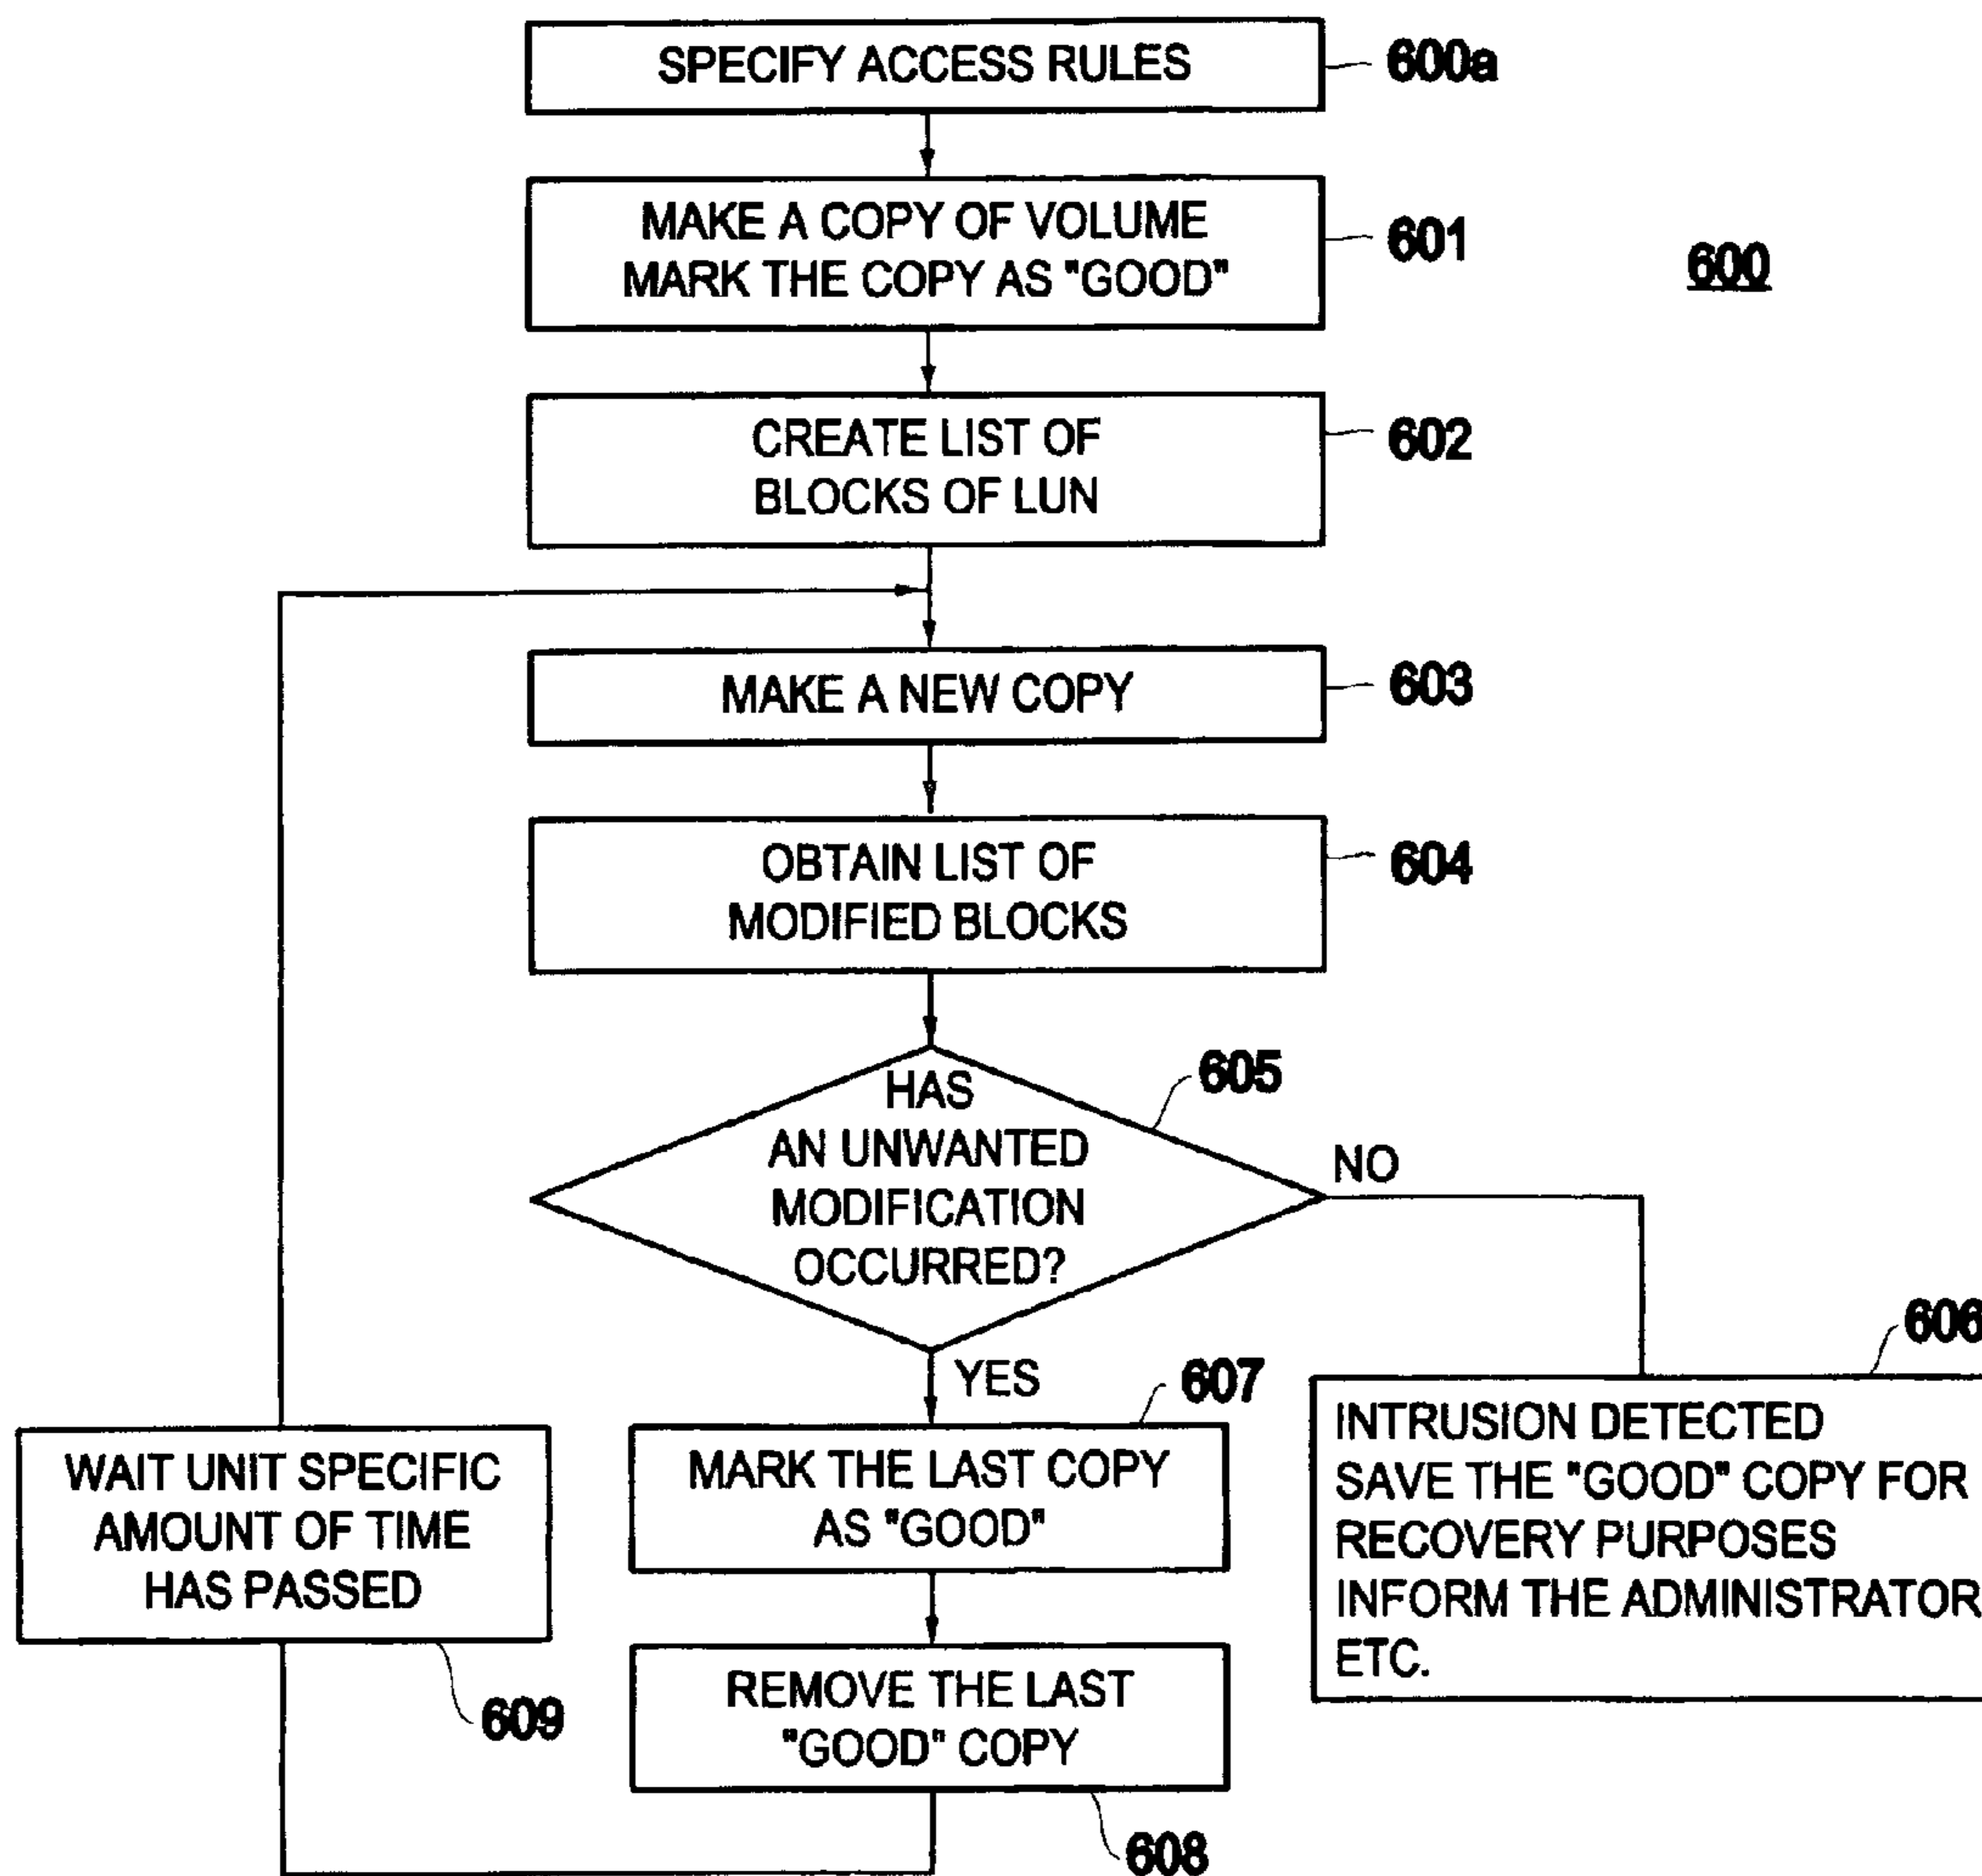 SPECIFY ACCESS RULES
600a
MAKE A COPY OF VOLUME
MARK THE COPY AS "GOOD"
601
600
CREATE LIST OF
BLOCKS OF LUN
602
MAKE A NEW COPY
603
OBTAIN LIST OF
MODIFIED BLOCKS
604
HAS
AN UNWANTED
MODIFICATION
OCCURRED?
605
NO
YES
606
INTRUSION DETECTED
SAVE THE "GOOD" COPY FOR
RECOVERY PURPOSES
INFORM THE ADMINISTRATOR
ETC.
607
MARK THE LAST COPY
AS "GOOD"
REMOVE THE LAST
"GOOD" COPY
608
WAIT UNIT SPECIFIC
AMOUNT OF TIME
HAS PASSED
609